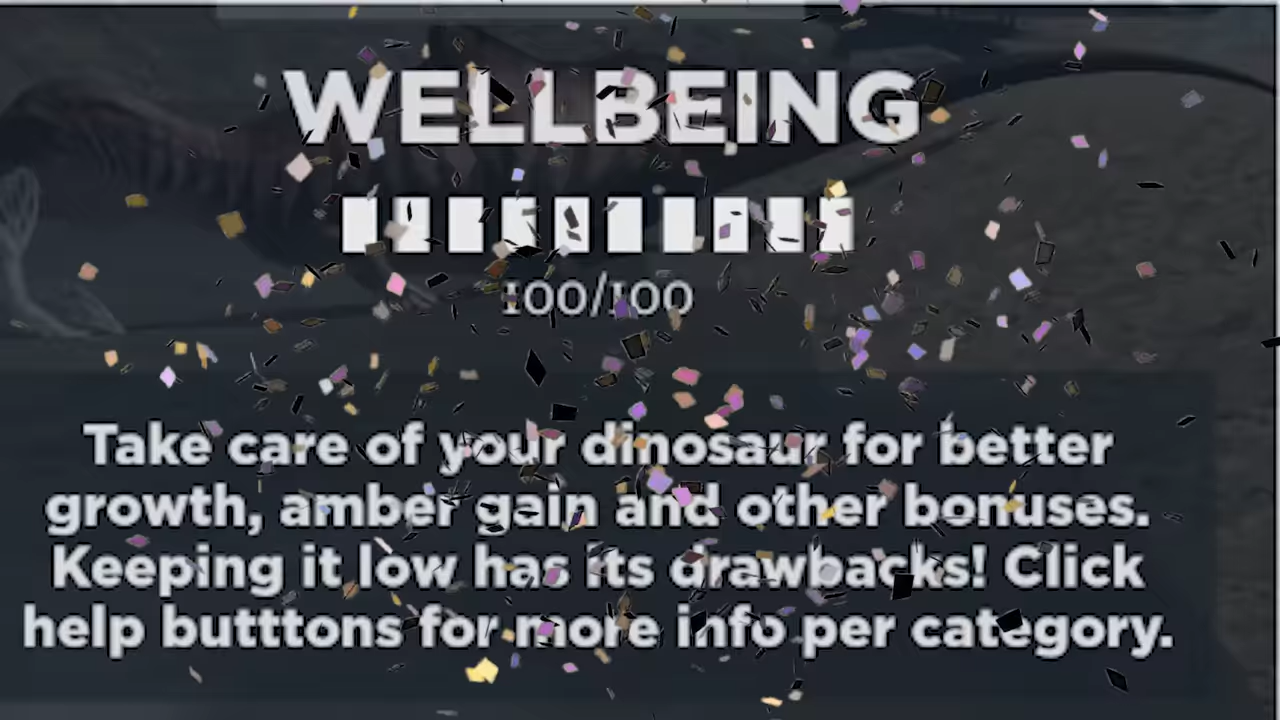 WELLBEING
100/100
Take care of your dinosaur for better
growth, amber gain and other bonuses.
Keeping it low has its drawbacks! Click
help butttons for more info per category.